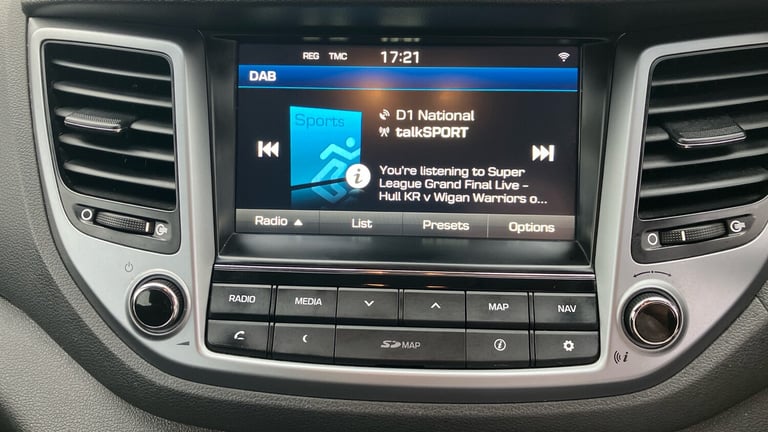 REG TMC 17:21
DAB
Sports
D1 National
talkSPORT
You're listening to Super
League Grand Final Live -
Hull KR v Wigan Warriors o...
Radio List Presets Options
RADIO MEDIA MAP NAV
SD MAP